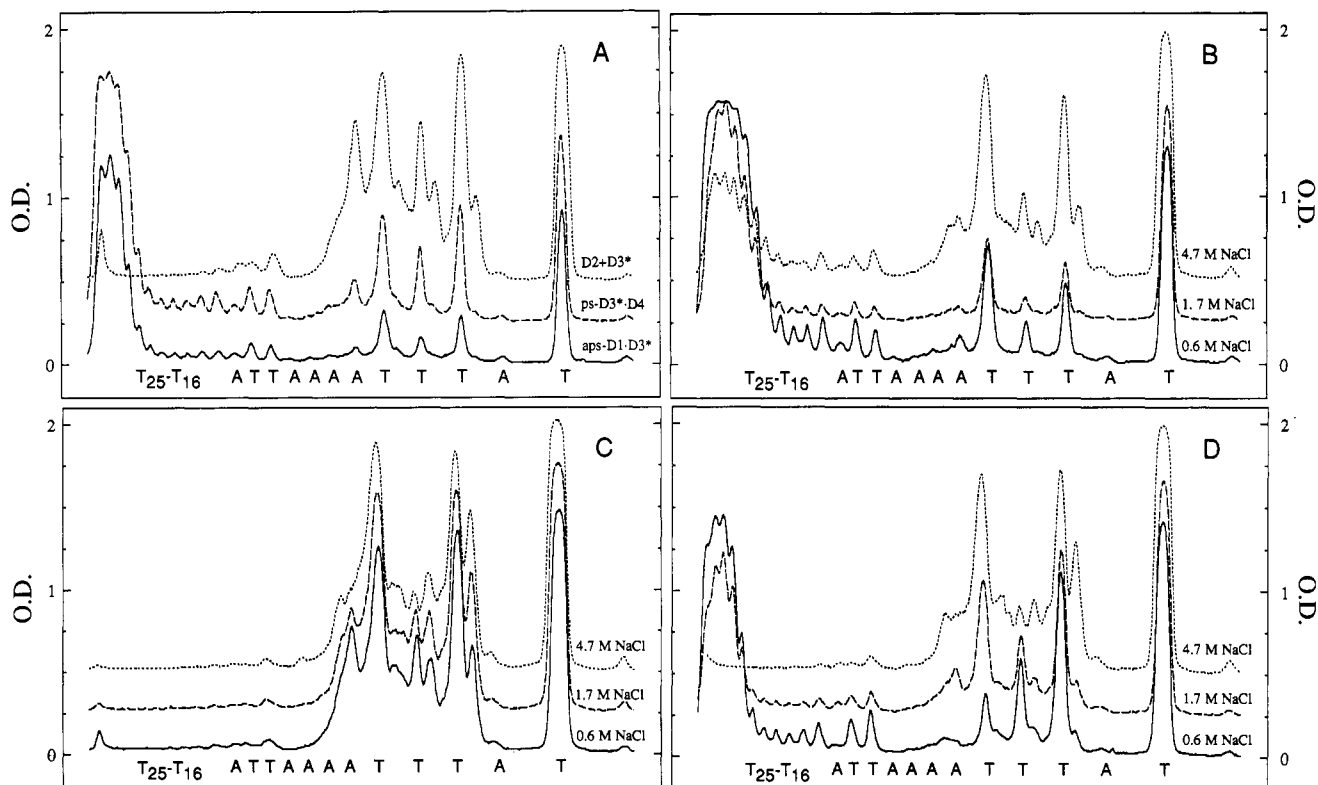 A
O.D.
2
1
0
D2+D3*
ps-D3*·D4
aps-D1·D3*
T25-T16 A T T A A A A T T T A T
B
O.D.
2
1
0
4.7 M NaCl
1.7 M NaCl
0.6 M NaCl
T25-T16 A T T A A A A T T T A T
C
O.D.
2
1
0
4.7 M NaCl
1.7 M NaCl
0.6 M NaCl
T25-T16 A T T A A A A T T T A T
D
O.D.
2
1
0
4.7 M NaCl
1.7 M NaCl
0.6 M NaCl
T25-T16 A T T A A A A T T T A T